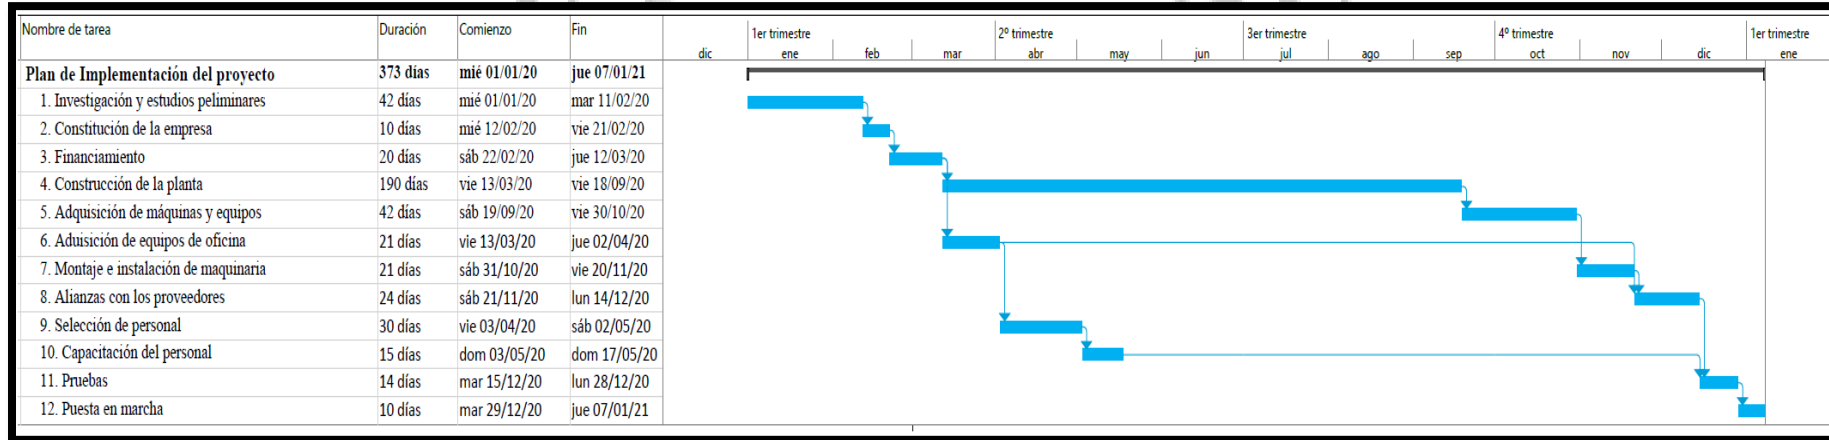 Nombre de tarea Duración Comienzo Fin
1er trimestre 2º trimestre 3er trimestre 4º trimestre 1er trimestre
dic ene feb mar abr may jun jul ago sep oct nov dic ene
Plan de Implementación del proyecto 373 días mié 01/01/20 jue 07/01/21
1. Investigación y estudios peliminares 42 días mié 01/01/20 mar 11/02/20
2. Constitución de la empresa 10 días mié 12/02/20 vie 21/02/20
3. Financiamiento 20 días sáb 22/02/20 jue 12/03/20
4. Construcción de la planta 190 días vie 13/03/20 vie 18/09/20
5. Adquisición de máquinas y equipos 42 días sáb 19/09/20 vie 30/10/20
6. Aduisición de equipos de oficina 21 días vie 13/03/20 jue 02/04/20
7. Montaje e instalación de maquinaria 21 días sáb 31/10/20 vie 20/11/20
8. Alianzas con los proveedores 24 días sáb 21/11/20 lun 14/12/20
9. Selección de personal 30 días vie 03/04/20 sáb 02/05/20
10. Capacitación del personal 15 días dom 03/05/20 dom 17/05/20
11. Pruebas 14 días mar 15/12/20 lun 28/12/20
12. Puesta en marcha 10 días mar 29/12/20 jue 07/01/21